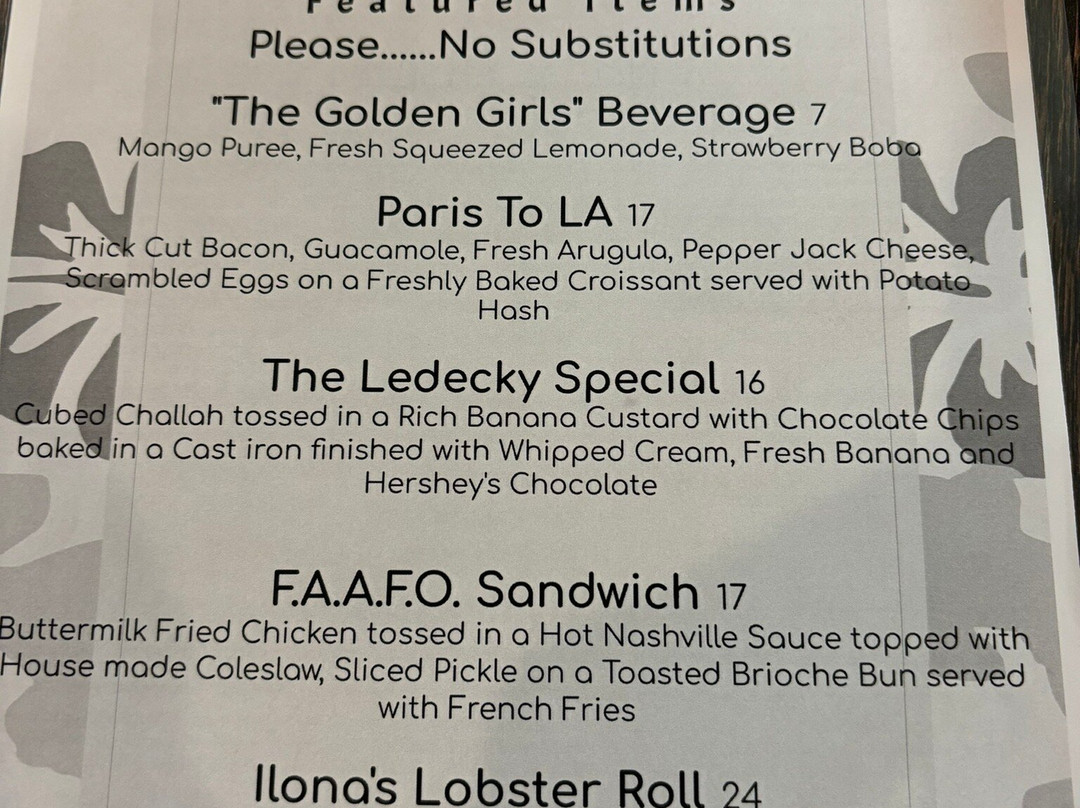 Featured Items
Please......No Substitutions
"The Golden Girls" Beverage 7
Mango Puree, Fresh Squeezed Lemonade, Strawberry Boba
Paris To LA 17
Thick Cut Bacon, Guacamole, Fresh Arugula, Pepper Jack Cheese,
Scrambled Eggs on a Freshly Baked Croissant served with Potato
Hash
The Ledecky Special 16
Cubed Challah tossed in a Rich Banana Custard with Chocolate Chips
baked in a Cast iron finished with Whipped Cream, Fresh Banana and
Hershey's Chocolate
F.A.A.F.O. Sandwich 17
Buttermilk Fried Chicken tossed in a Hot Nashville Sauce topped with
House made Coleslaw, Sliced Pickle on a Toasted Brioche Bun served
with French Fries
Ilona's Lobster Roll 24